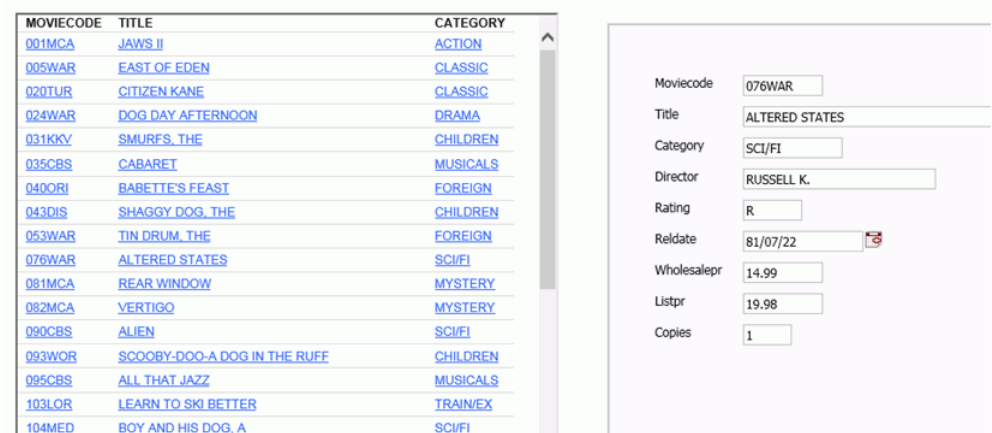 MOVIECODE TITLE CATEGORY
001MCA JAWS II ACTION
005WAR EAST OF EDEN CLASSIC
020TUR CITIZEN KANE CLASSIC
024WAR DOG DAY AFTERNOON DRAMA
031KKV SMURFS, THE CHILDREN
035CBS CABARET MUSICALS
040ORI BABETTE'S FEAST FOREIGN
043DIS SHAGGY DOG, THE CHILDREN
053WAR TIN DRUM, THE FOREIGN
076WAR ALTERED STATES SCI/FI
081MCA REAR WINDOW MYSTERY
082MCA VERTIGO MYSTERY
090CBS ALIEN SCI/FI
093WOR SCOOBY-DOO-A DOG IN THE RUFF CHILDREN
095CBS ALL THAT JAZZ MUSICALS
103LOR LEARN TO SKI BETTER TRAIN/EX
104MED BOY AND HIS DOG, A SCI/FI
Moviecode 076WAR
Title ALTERED STATES
Category SCI/FI
Director RUSSELL K.
Rating R
Reldate 81/07/22
Wholesalepr 14.99
Listpr 19.98
Copies 1